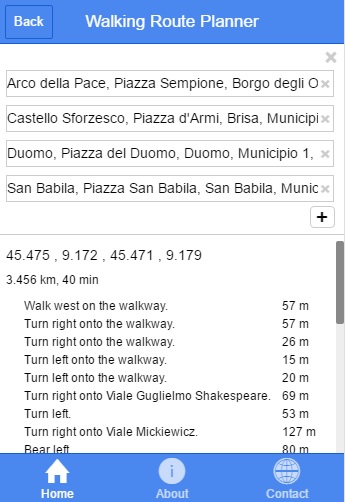 Back
Walking Route Planner
Arco della Pace, Piazza Sempione, Borgo degli O
Castello Sforzesco, Piazza d'Armi, Brisa, Municipi
Duomo, Piazza del Duomo, Duomo, Municipio 1,
San Babila, Piazza San Babila, San Babila, Munic
+
45.475 , 9.172 , 45.471 , 9.179
3.456 km, 40 min
Walk west on the walkway. 57 m
Turn right onto the walkway. 57 m
Turn right onto the walkway. 26 m
Turn left onto the walkway. 15 m
Turn left onto the walkway. 20 m
Turn right onto Viale Guglielmo Shakespeare. 69 m
Turn left. 53 m
Turn right onto Viale Mickiewicz. 127 m
Bear left 80 m
Home About Contact